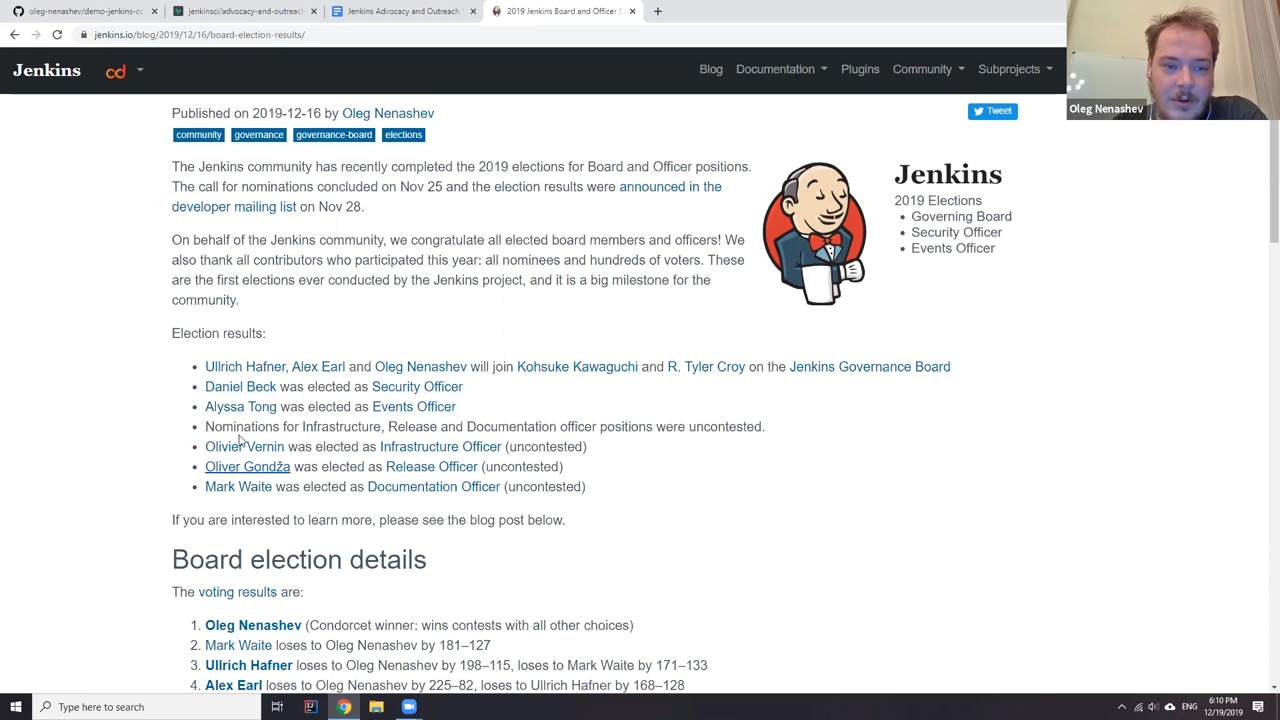 oleg-nenashev/demo-jenkins-cc
jenkinsci/advocacy-and-outreach
Jenkins Advocacy and Outreach S
2019 Jenkins Board and Officer E
jenkins.io/blog/2019/12/16/board-election-results/
Jenkins
cd
Blog
Documentation
Plugins
Community
Subprojects
Oleg Nenashev
Published on 2019-12-16 by Oleg Nenashev
Tweet
community
governance
governance-board
elections
The Jenkins community has recently completed the 2019 elections for Board and Officer positions.
The call for nominations concluded on Nov 25 and the election results were announced in the
developer mailing list on Nov 28.
Jenkins
2019 Elections
• Governing Board
• Security Officer
• Events Officer
On behalf of the Jenkins community, we congratulate all elected board members and officers! We
also thank all contributors who participated this year: all nominees and hundreds of voters. These
are the first elections ever conducted by the Jenkins project, and it is a big milestone for the
community.
Election results:
• Ullrich Hafner, Alex Earl and Oleg Nenashev will join Kohsuke Kawaguchi and R. Tyler Croy on the Jenkins Governance Board
• Daniel Beck was elected as Security Officer
• Alyssa Tong was elected as Events Officer
• Nominations for Infrastructure, Release and Documentation officer positions were uncontested.
• Olivier Vernin was elected as Infrastructure Officer (uncontested)
• Oliver Gondža was elected as Release Officer (uncontested)
• Mark Waite was elected as Documentation Officer (uncontested)
If you are interested to learn more, please see the blog post below.
Board election details
The voting results are:
1. Oleg Nenashev (Condorcet winner: wins contests with all other choices)
2. Mark Waite loses to Oleg Nenashev by 181–127
3. Ullrich Hafner loses to Oleg Nenashev by 198–115, loses to Mark Waite by 171–133
4. Alex Earl loses to Oleg Nenashev by 225–82, loses to Ullrich Hafner by 168–128
Type here to search
ENG
6:10 PM
12/19/2019